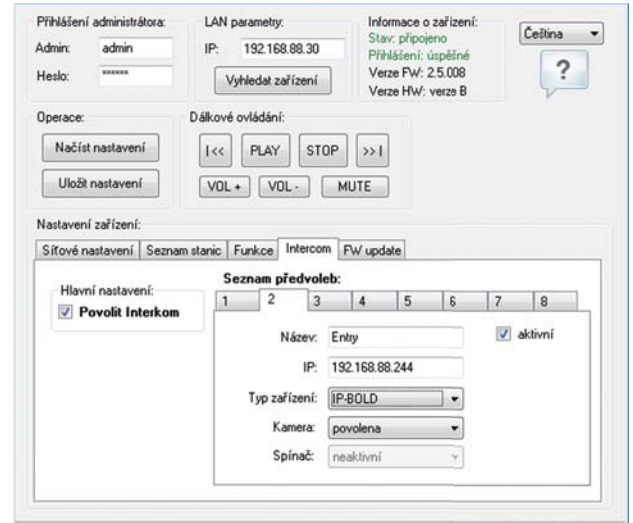 Přihlášení administrátora:
Admin: admin
Heslo: ******
LAN parametry:
IP: 192.168.88.30
Vyhledat zařízení
Informace o zařízení:
Stav: připojeno
Přihlášení: úspěšné
Verze FW: 2.5.008
Verze HW: verze B
Čeština
?
Operace:
Načíst nastavení
Uložit nastavení
Dálkové ovládání:
|<< PLAY STOP >>|
VOL + VOL - MUTE
Nastavení zařízení:
Síťové nastavení Seznam stanic Funkce Intercom FW update
Hlavní nastavení:
Povolit Interkom
Seznam předvoleb:
1 2 3 4 5 6 7 8
Název: Entry
aktivní
IP: 192.168.88.244
Typ zařízení: IP-BOLD
Kamera: povolena
Spínač: neaktivní